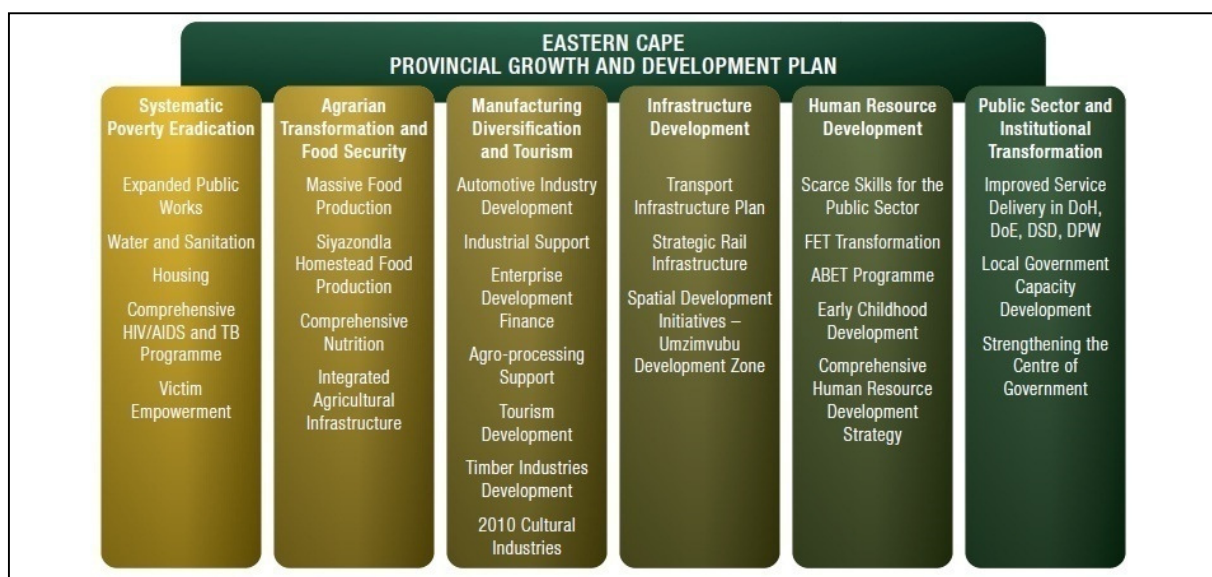 EASTERN CAPE
PROVINCIAL GROWTH AND DEVELOPMENT PLAN
Systematic
Poverty Eradication
Expanded Public
Works
Water and Sanitation
Housing
Comprehensive
HIV/AIDS and TB
Programme
Victim
Empowerment
Agrarian
Transformation and
Food Security
Massive Food
Production
Siyazondla
Homestead Food
Production
Comprehensive
Nutrition
Integrated
Agricultural
Infrastructure
Manufacturing
Diversification
and Tourism
Automotive Industry
Development
Industrial Support
Enterprise
Development
Finance
Agro-processing
Support
Tourism
Development
Timber Industries
Development
2010 Cultural
Industries
Infrastructure
Development
Transport
Infrastructure Plan
Strategic Rail
Infrastructure
Spatial Development
Initiatives –
Umzimvubu
Development Zone
Human Resource
Development
Scarce Skills for the
Public Sector
FET Transformation
ABET Programme
Early Childhood
Development
Comprehensive
Human Resource
Development
Strategy
Public Sector and
Institutional
Transformation
Improved Service
Delivery in DoH,
DoE, DSD, DPW
Local Government
Capacity
Development
Strengthening the
Centre of
Government